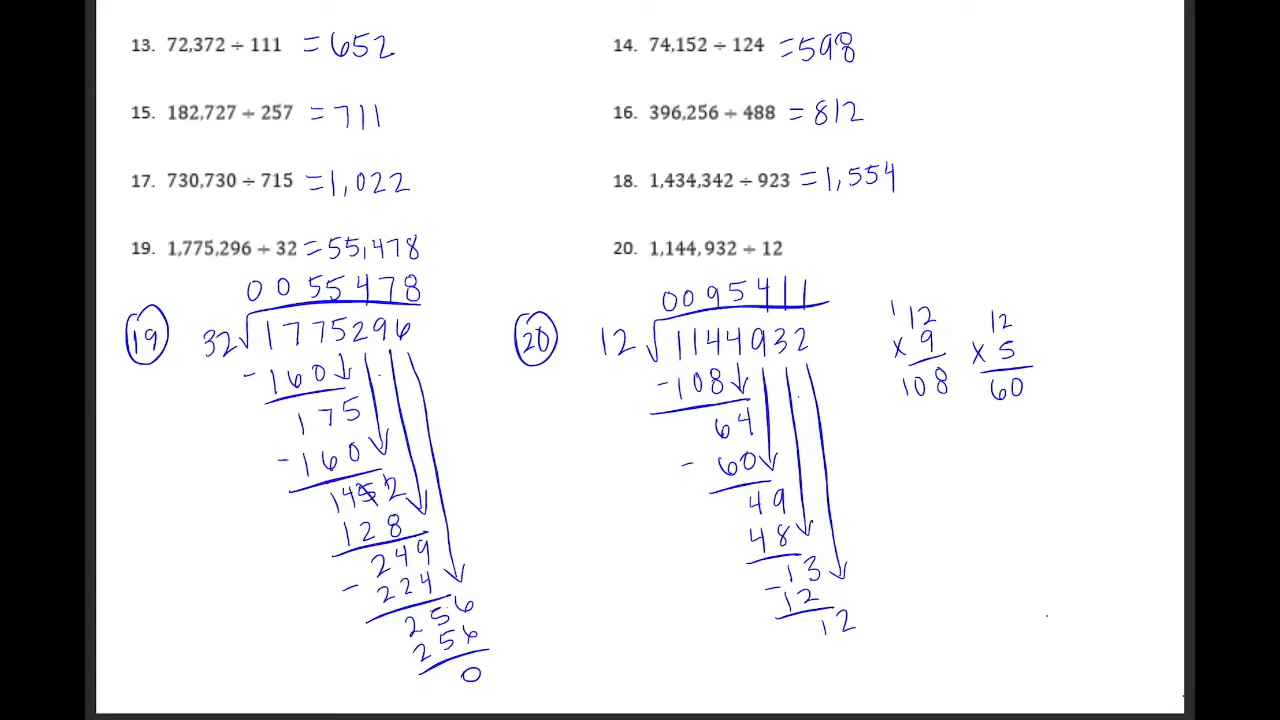 13. 72,372 ÷ 111 = 652
14. 74,152 ÷ 124 = 598
15. 182,727 ÷ 257 = 711
16. 396,256 ÷ 488 = 812
17. 730,730 ÷ 715 = 1,022
18. 1,434,342 ÷ 923 = 1,554
19. 1,775,296 ÷ 32 = 55,478
20. 1,144,932 ÷ 12
0055478
19 32√1775296
-160
175
-160
1452
128
249
-224
256
256
0
0095411
20 12√1144932
-108
64
-60
49
48
13
-12
12
1
12
x 9
108
12
x 5
60